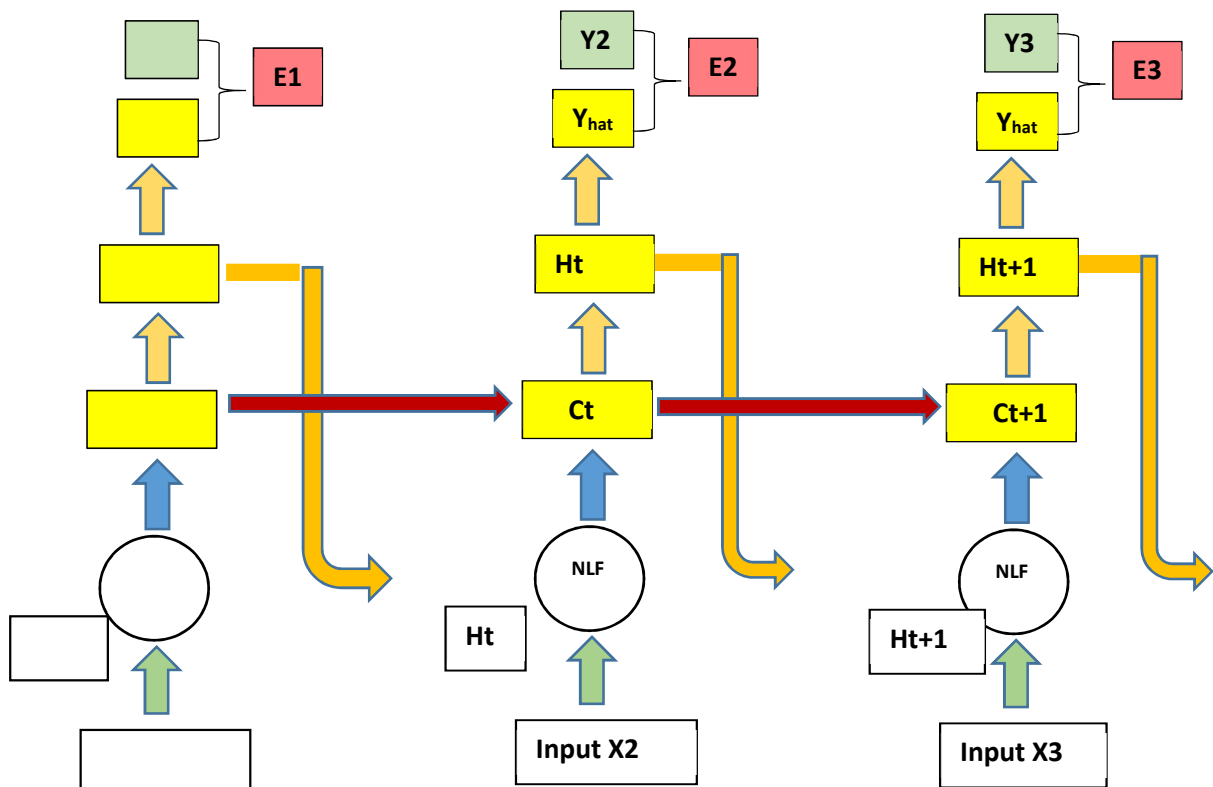 E1
Y2
E2
Y3
E3
Yhat
Yhat
Ht
Ht+1
Ct
Ct+1
NLF
NLF
Ht
Ht+1
Input X2
Input X3